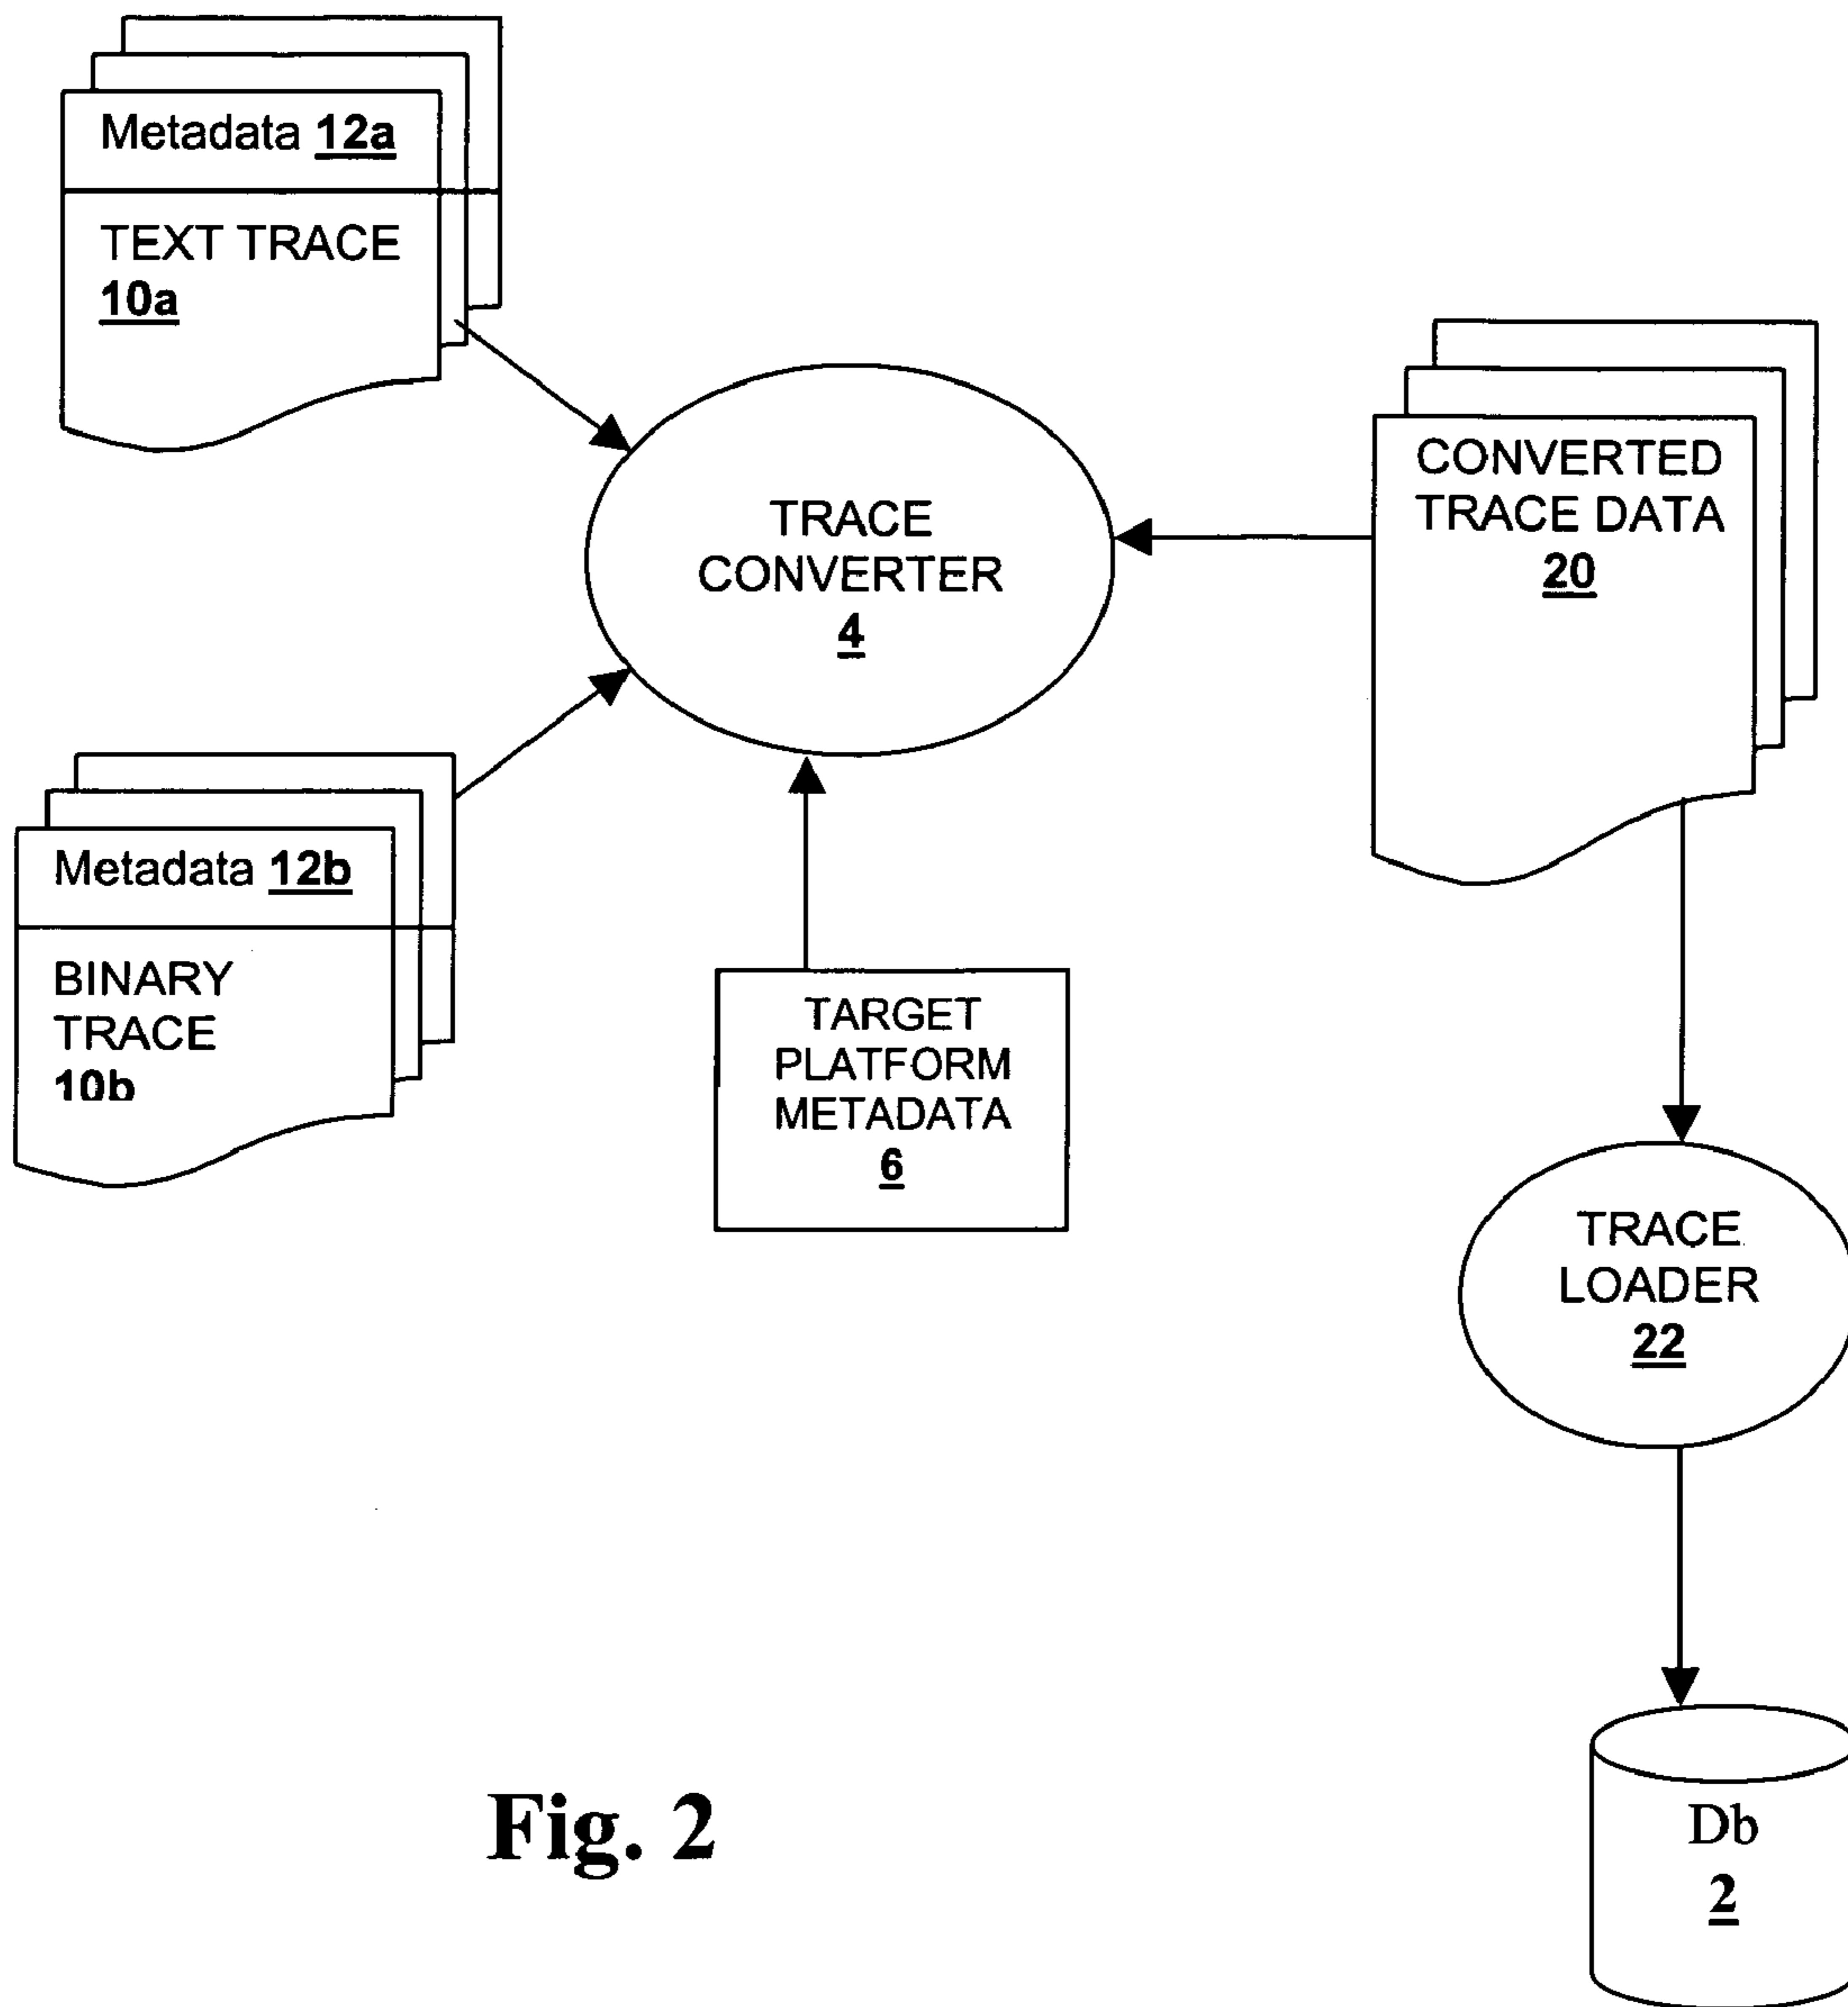 Metadata 12a
TEXT TRACE
10a
TRACE
CONVERTER
4
CONVERTED
TRACE DATA
20
Metadata 12b
BINARY
TRACE
10b
TARGET
PLATFORM
METADATA
6
TRACE
LOADER
22
Db
2
Fig. 2